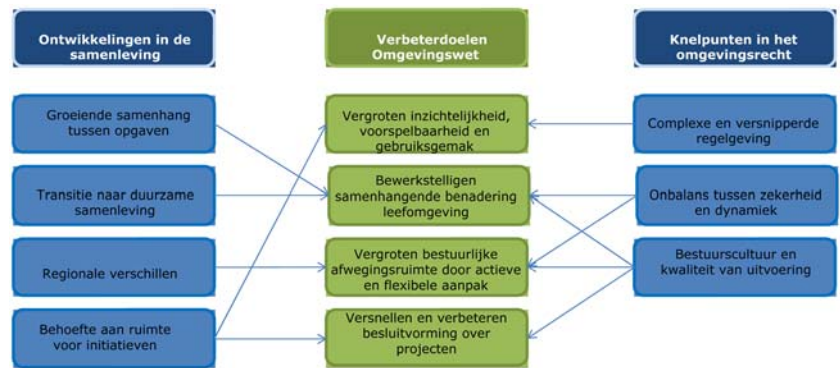 Ontwikkelingen in de
samenleving
Groeiende samenhang
tussen opgaven
Transitie naar duurzame
samenleving
Regionale verschillen
Behoefte aan ruimte
voor initiatieven
Verbeterdoelen
Omgevingswet
Vergroten inzichtelijkheid,
voorspelbaarheid en
gebruiksgemak
Bewerkstelligen
samenhangende benadering
leefomgeving
Vergroten bestuurlijke
afwegingsruimte door actieve
en flexibele aanpak
Versnellen en verbeteren
besluitvorming over
projecten
Knelpunten in het
omgevingsrecht
Complexe en versnipperde
regelgeving
Onbalans tussen zekerheid
en dynamiek
Bestuurscultuur en
kwaliteit van uitvoering